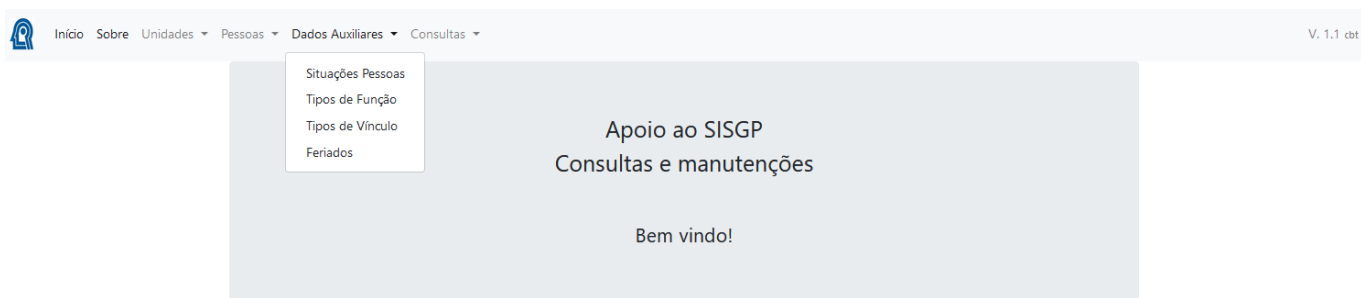 Início Sobre Unidades Pessoas Dados Auxiliares Consultas V. 1.1 cbt
Situações Pessoas
Tipos de Função
Tipos de Vínculo
Feriados
Apoio ao SISGP
Consultas e manutenções
Bem vindo!